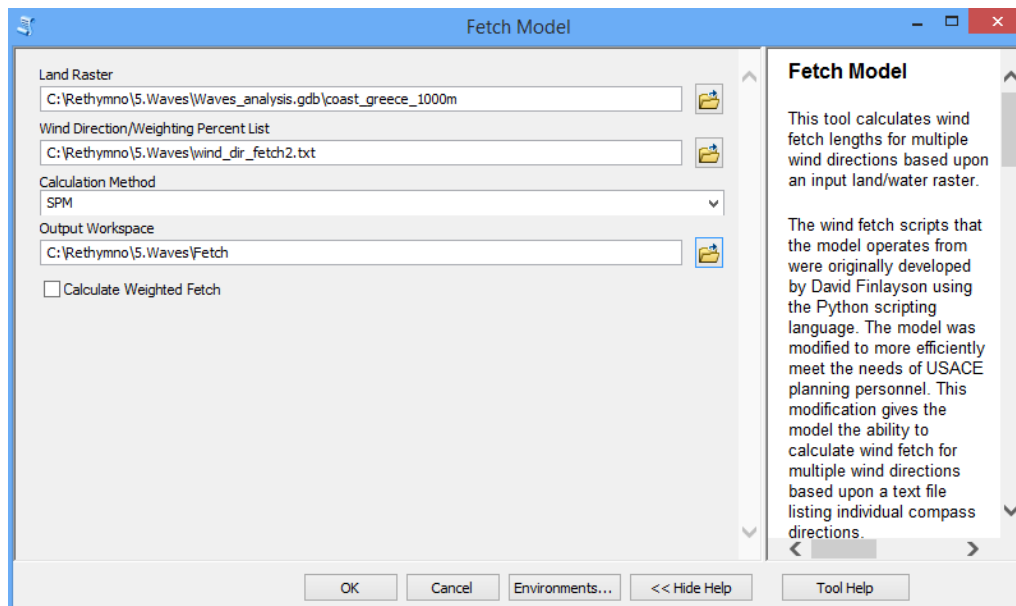 Fetch Model
Land Raster
C:\Rethymno\5.Waves\Waves_analysis.gdb\coast_greece_1000m
Wind Direction/Weighting Percent List
C:\Rethymno\5.Waves\wind_dir_fetch2.txt
Calculation Method
SPM
Output Workspace
C:\Rethymno\5.Waves\Fetch
Calculate Weighted Fetch
Fetch Model
This tool calculates wind
fetch lengths for multiple
wind directions based upon
an input land/water raster.
The wind fetch scripts that
the model operates from
were originally developed
by David Finlayson using
the Python scripting
language. The model was
modified to more efficiently
meet the needs of USACE
planning personnel. This
modification gives the
model the ability to
calculate wind fetch for
multiple wind directions
based upon a text file
listing individual compass
directions.
OK
Cancel
Environments...
<< Hide Help
Tool Help